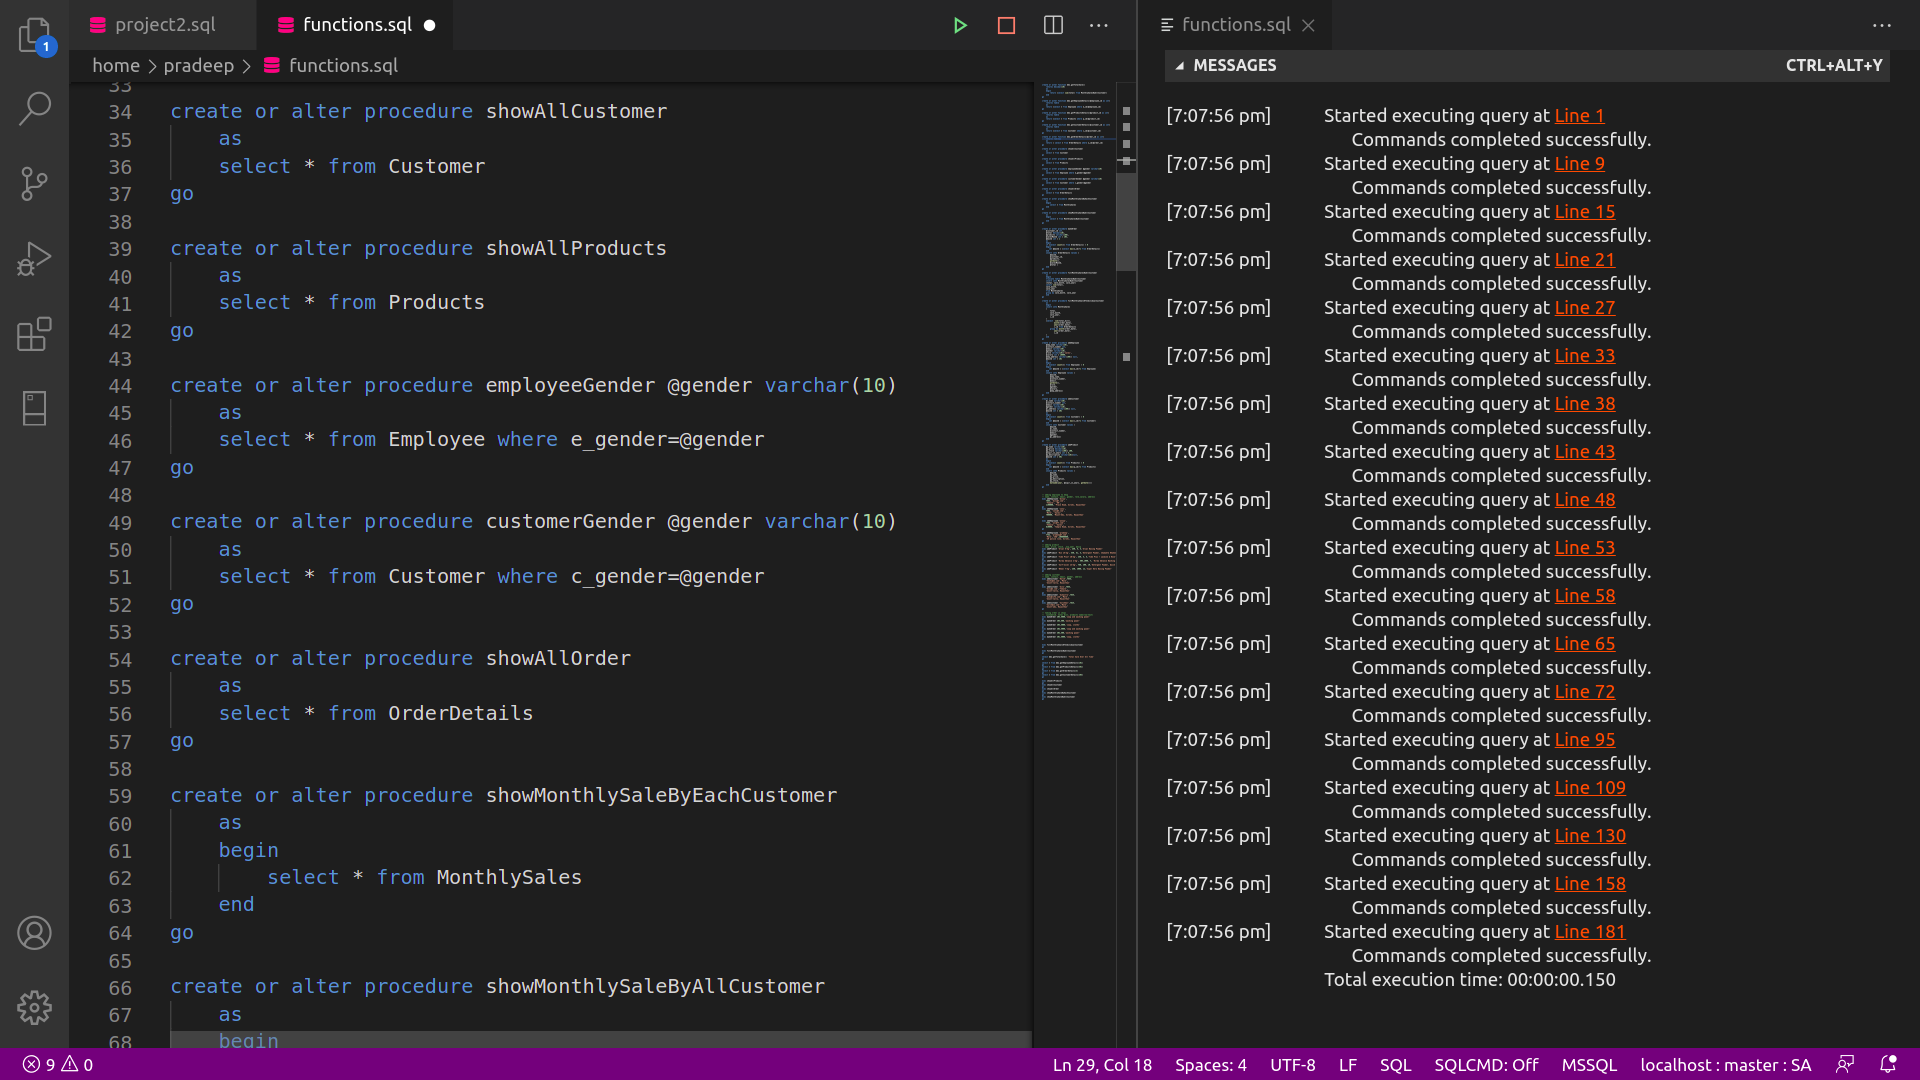 1
project2.sql
functions.sql
home > pradeep > functions.sql
33
34 create or alter procedure showAllCustomer
35 as
36 select * from Customer
37 go
38
39 create or alter procedure showAllProducts
40 as
41 select * from Products
42 go
43
44 create or alter procedure employeeGender @gender varchar(10)
45 as
46 select * from Employee where e_gender=@gender
47 go
48
49 create or alter procedure customerGender @gender varchar(10)
50 as
51 select * from Customer where c_gender=@gender
52 go
53
54 create or alter procedure showAllOrder
55 as
56 select * from OrderDetails
57 go
58
59 create or alter procedure showMonthlySaleByEachCustomer
60 as
61 begin
62 select * from MonthlySales
63 end
64 go
65
66 create or alter procedure showMonthlySaleByAllCustomer
67 as
68 begin
functions.sql
MESSAGES CTRL+ALT+Y
[7:07:56 pm] Started executing query at Line 1
Commands completed successfully.
[7:07:56 pm] Started executing query at Line 9
Commands completed successfully.
[7:07:56 pm] Started executing query at Line 15
Commands completed successfully.
[7:07:56 pm] Started executing query at Line 21
Commands completed successfully.
[7:07:56 pm] Started executing query at Line 27
Commands completed successfully.
[7:07:56 pm] Started executing query at Line 33
Commands completed successfully.
[7:07:56 pm] Started executing query at Line 38
Commands completed successfully.
[7:07:56 pm] Started executing query at Line 43
Commands completed successfully.
[7:07:56 pm] Started executing query at Line 48
Commands completed successfully.
[7:07:56 pm] Started executing query at Line 53
Commands completed successfully.
[7:07:56 pm] Started executing query at Line 58
Commands completed successfully.
[7:07:56 pm] Started executing query at Line 65
Commands completed successfully.
[7:07:56 pm] Started executing query at Line 72
Commands completed successfully.
[7:07:56 pm] Started executing query at Line 95
Commands completed successfully.
[7:07:56 pm] Started executing query at Line 109
Commands completed successfully.
[7:07:56 pm] Started executing query at Line 130
Commands completed successfully.
[7:07:56 pm] Started executing query at Line 158
Commands completed successfully.
[7:07:56 pm] Started executing query at Line 181
Commands completed successfully.
Total execution time: 00:00:00.150
9 0 Ln 29, Col 18 Spaces: 4 UTF-8 LF SQL SQLCMD: Off MSSQL localhost : master : SA